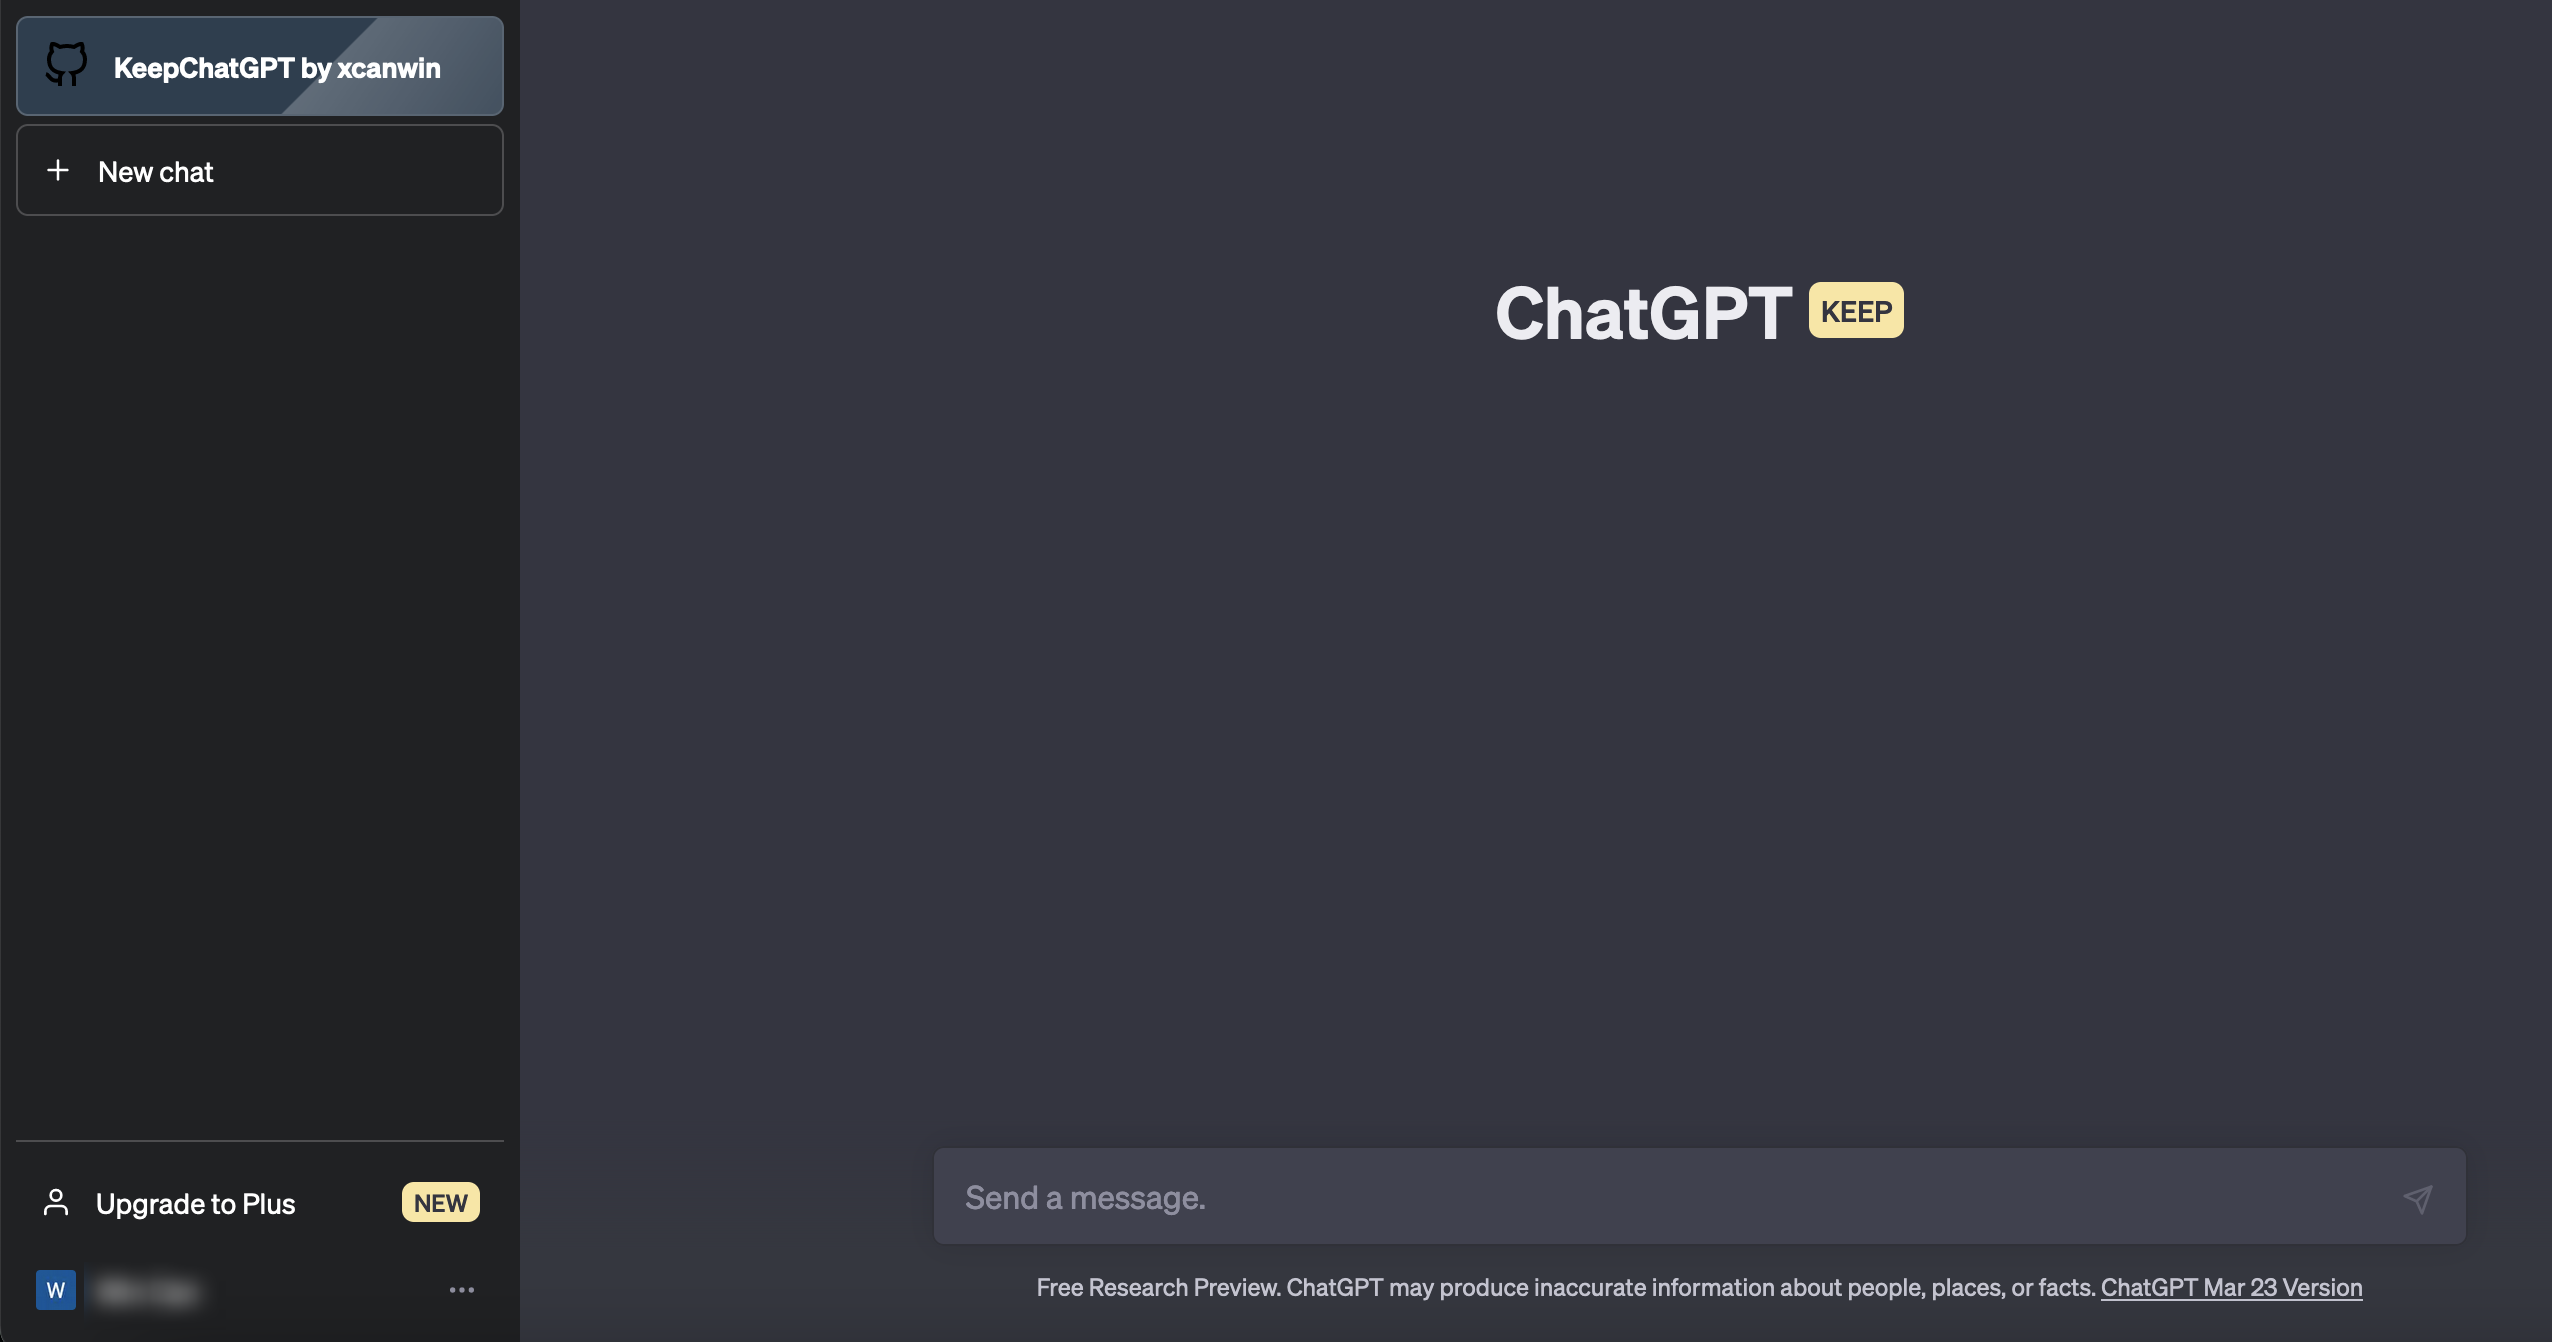 KeepChatGPT by xcanwin
New chat
ChatGPT KEEP
Send a message.
Upgrade to Plus NEW
W
Free Research Preview. ChatGPT may produce inaccurate information about people, places, or facts. ChatGPT Mar 23 Version